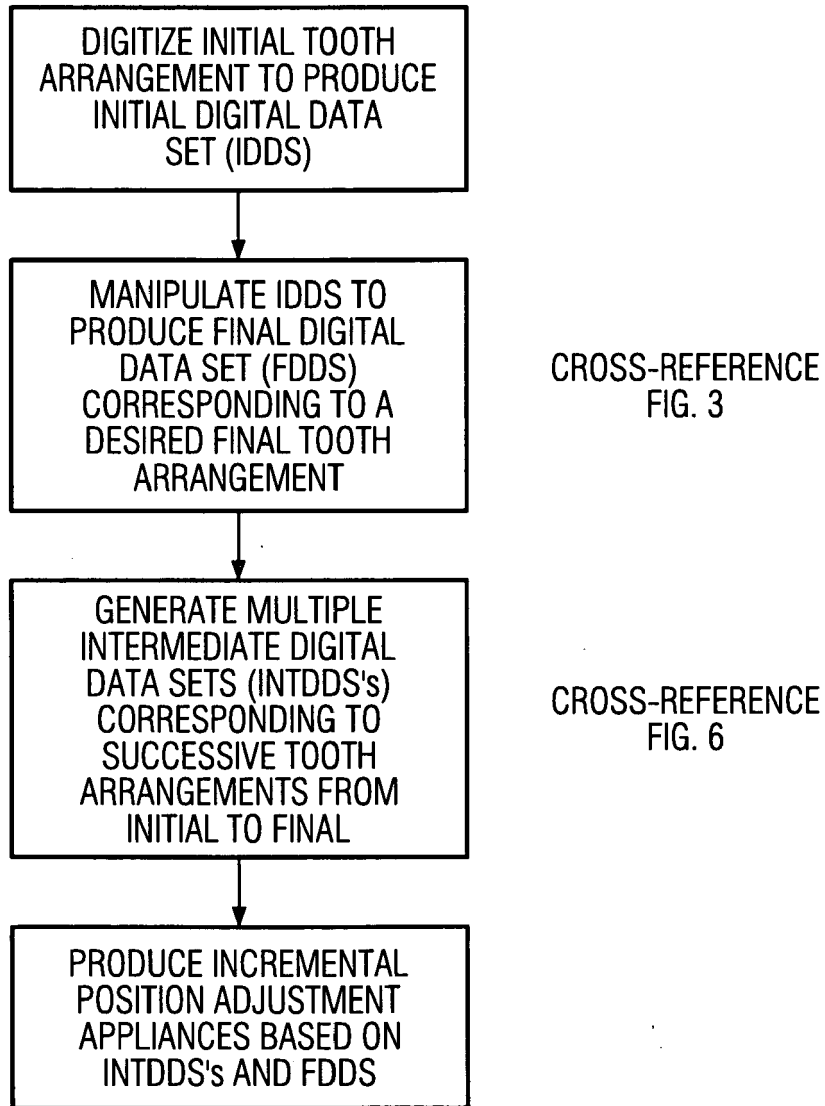 DIGITIZE INITIAL TOOTH
ARRANGEMENT TO PRODUCE
INITIAL DIGITAL DATA
SET (IDDS)
MANIPULATE IDDS TO
PRODUCE FINAL DIGITAL
DATA SET (FDDS)
CORRESPONDING TO A
DESIRED FINAL TOOTH
ARRANGEMENT
CROSS-REFERENCE
FIG. 3
GENERATE MULTIPLE
INTERMEDIATE DIGITAL
DATA SETS (INTDDS's)
CORRESPONDING TO
SUCCESSIVE TOOTH
ARRANGEMENTS FROM
INITIAL TO FINAL
CROSS-REFERENCE
FIG. 6
PRODUCE INCREMENTAL
POSITION ADJUSTMENT
APPLIANCES BASED ON
INTDDS's AND FDDS